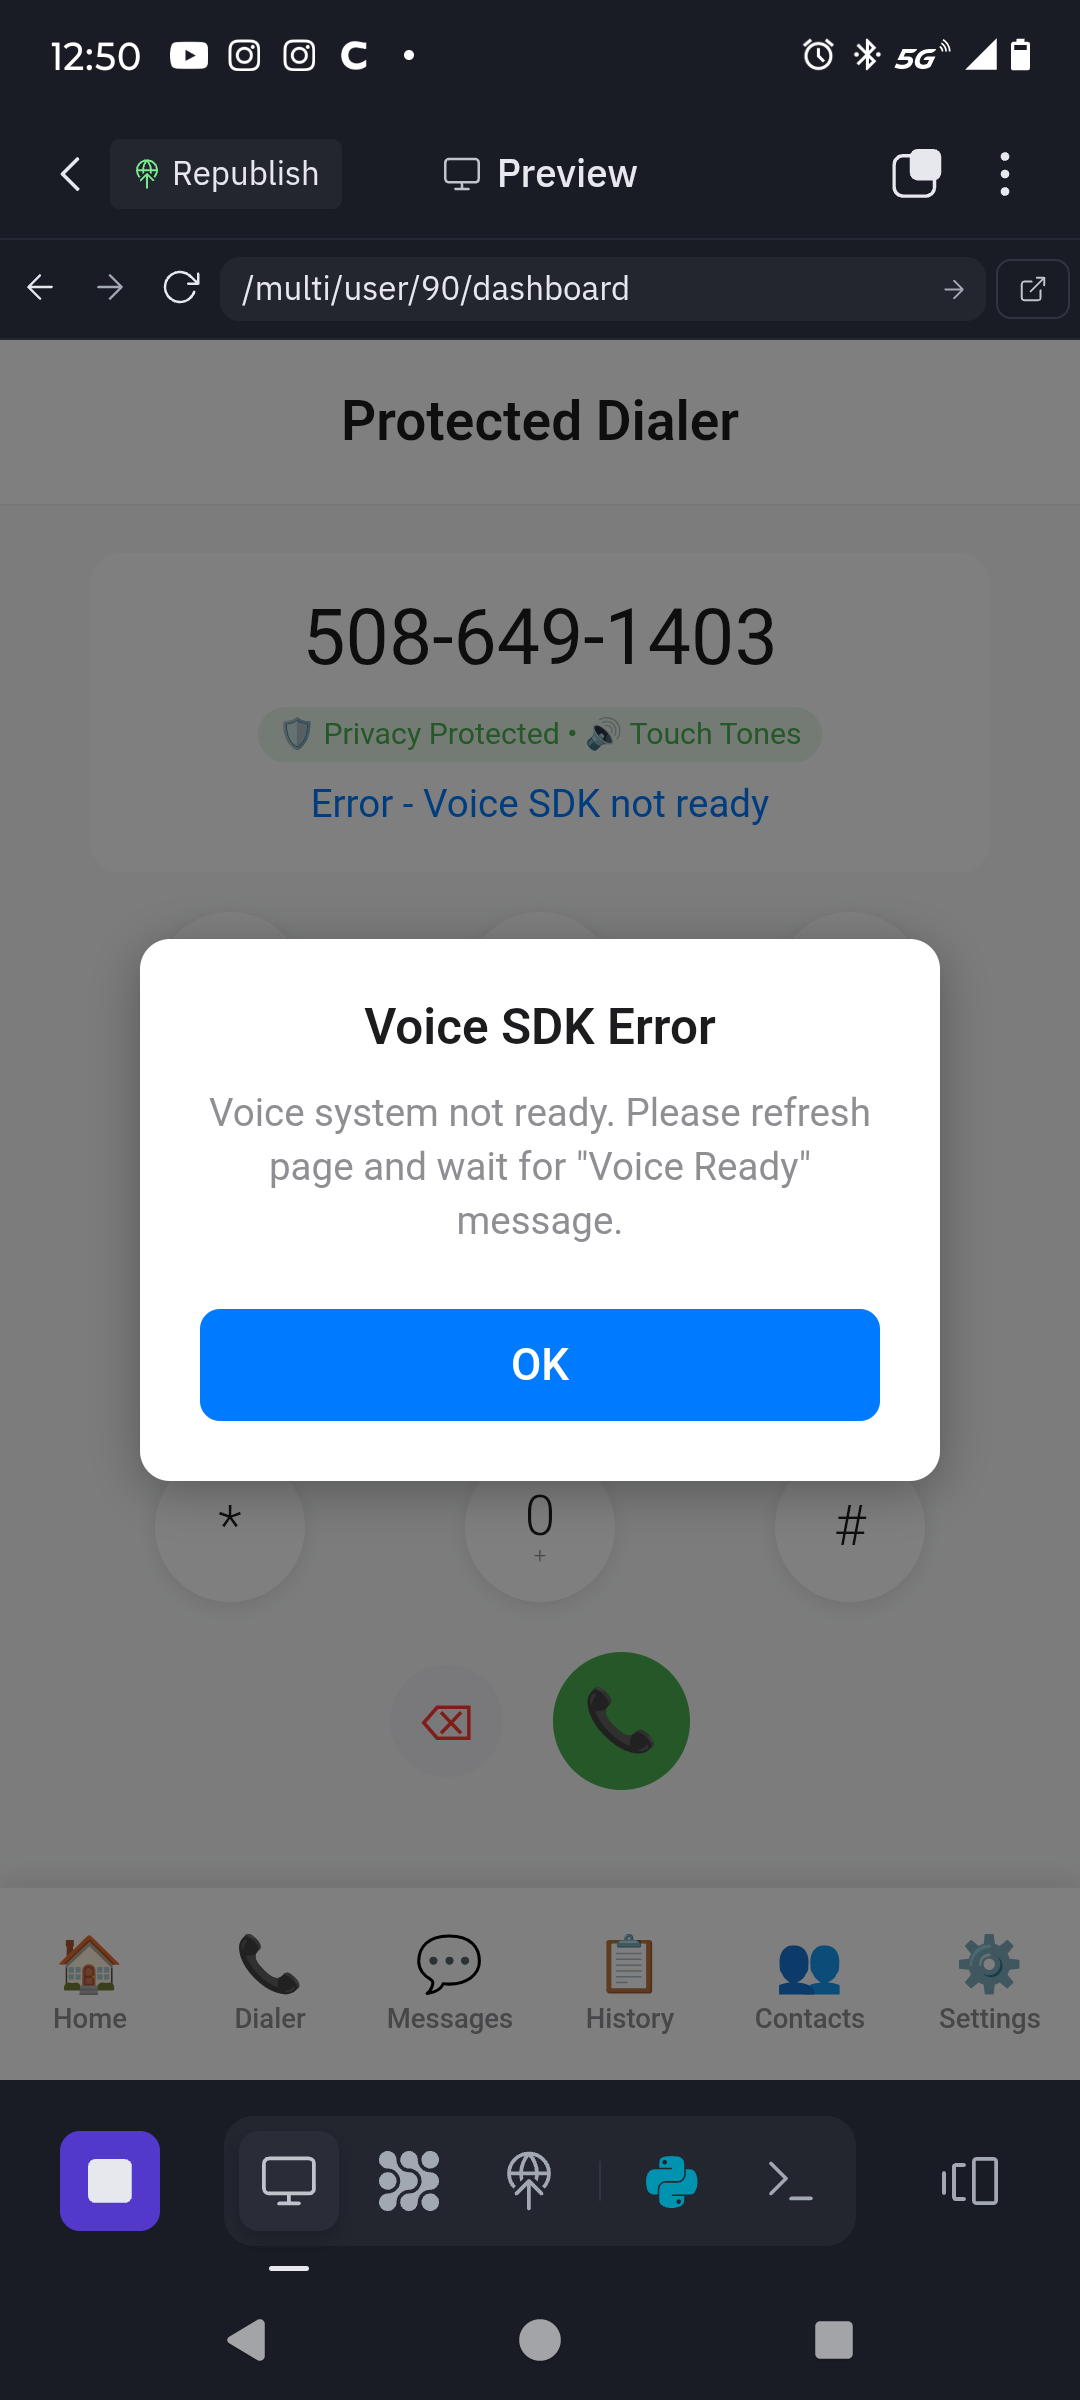 12:50
5G
Republish
Preview
/multi/user/90/dashboard
Protected Dialer
508-649-1403
Privacy Protected • Touch Tones
Error - Voice SDK not ready
Voice SDK Error
Voice system not ready. Please refresh
page and wait for "Voice Ready"
message.
OK
* 0 #
+
Home Dialer Messages History Contacts Settings